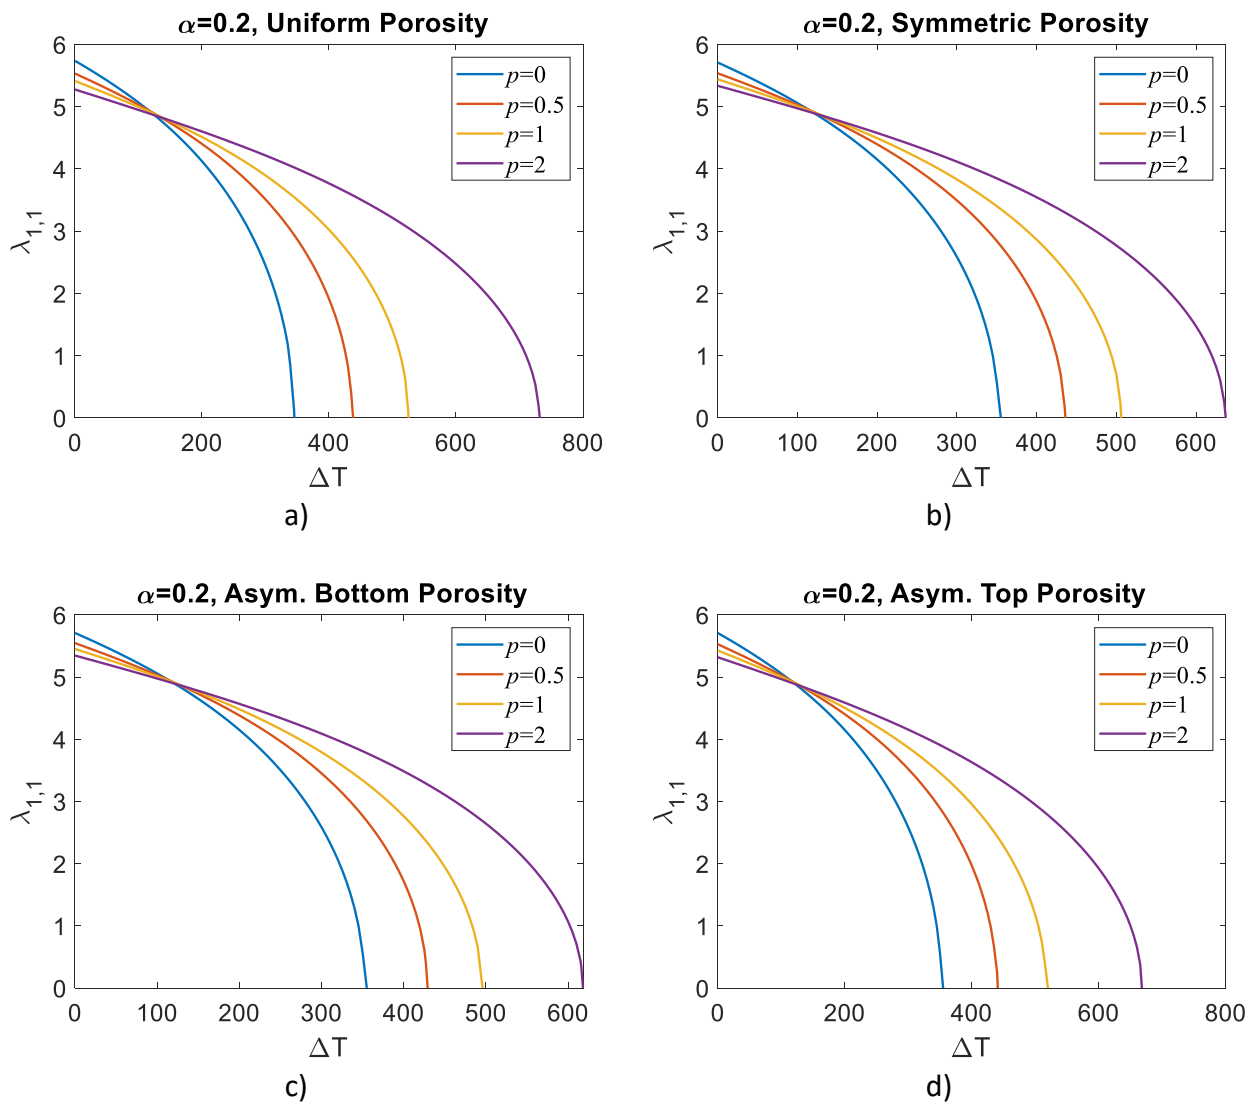 α=0.2, Uniform Porosity
6
5
4
3
2
1
0
λ1,1
p=0
p=0.5
p=1
p=2
0 200 400 600 800
ΔT
a)
α=0.2, Symmetric Porosity
6
5
4
3
2
1
0
λ1,1
p=0
p=0.5
p=1
p=2
0 100 200 300 400 500 600
ΔT
b)
α=0.2, Asym. Bottom Porosity
6
5
4
3
2
1
0
λ1,1
p=0
p=0.5
p=1
p=2
0 100 200 300 400 500 600
ΔT
c)
α=0.2, Asym. Top Porosity
6
5
4
3
2
1
0
λ1,1
p=0
p=0.5
p=1
p=2
0 200 400 600 800
ΔT
d)